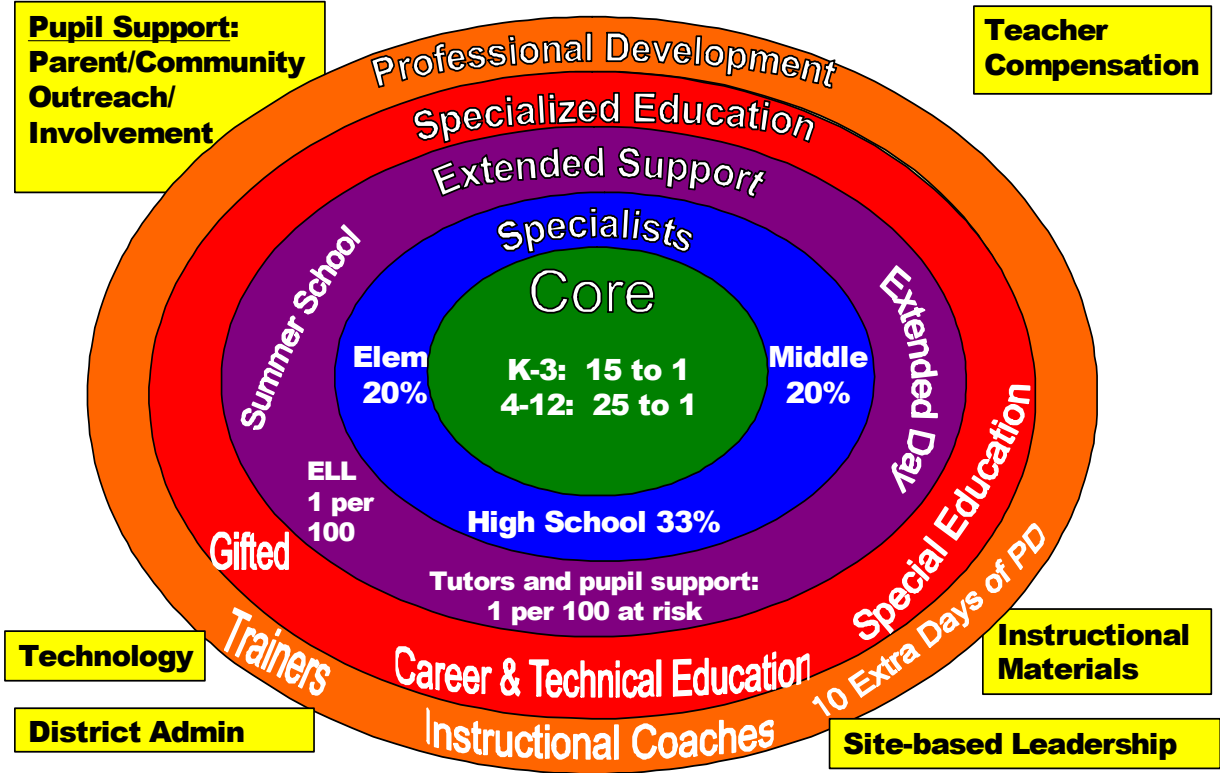 Pupil Support:
Parent/Community
Outreach/
Involvement
Teacher
Compensation
Professional Development
Specialized Education
Extended Support
Specialists
Core
K-3: 15 to 1
4-12: 25 to 1
Elem
20%
Middle
20%
High School 33%
Summer School
Extended Day
ELL
1 per
100
Tutors and pupil support:
1 per 100 at risk
Gifted
Career & Technical Education
Special Education
Trainers
Instructional Coaches
10 Extra Days of PD
Technology
District Admin
Instructional
Materials
Site-based Leadership